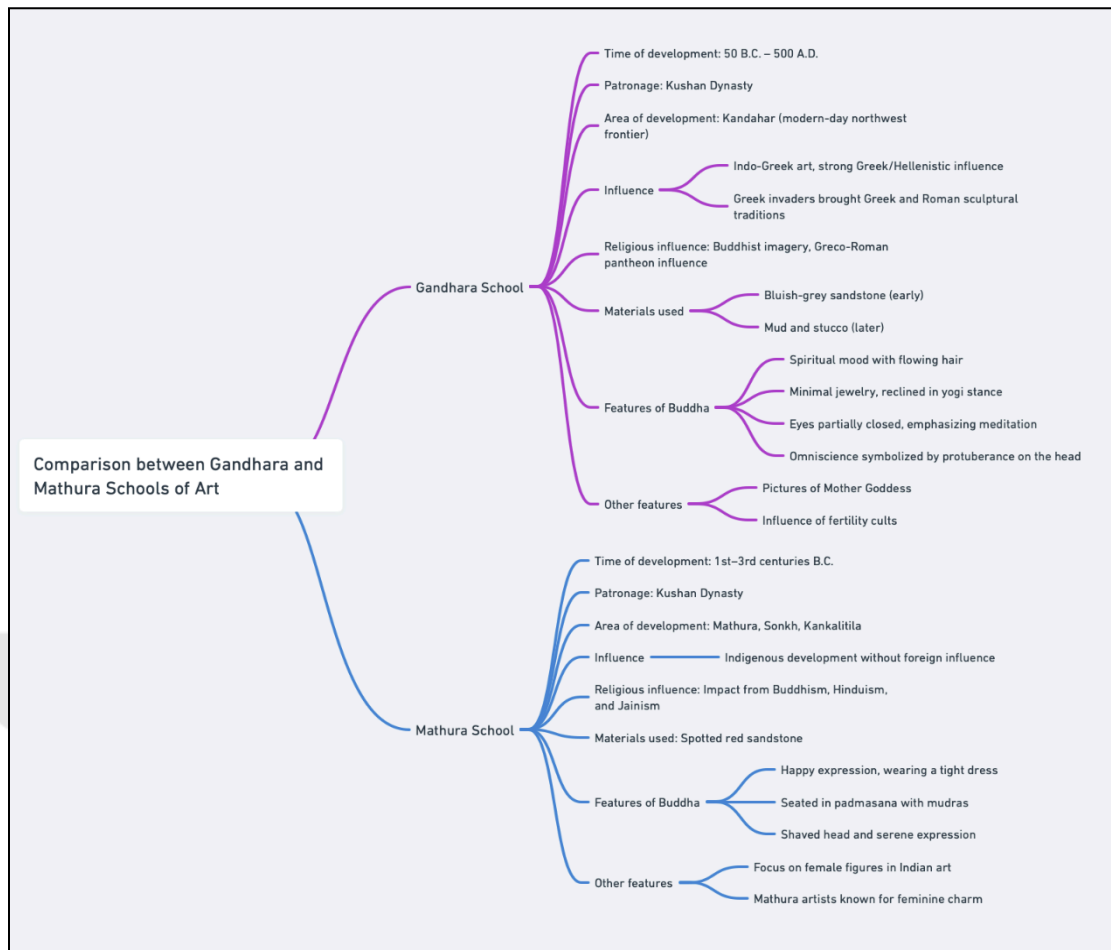 Comparison between Gandhara and
Mathura Schools of Art
Gandhara School
Time of development: 50 B.C. – 500 A.D.
Patronage: Kushan Dynasty
Area of development: Kandahar (modern-day northwest
frontier)
Influence
Indo-Greek art, strong Greek/Hellenistic influence
Greek invaders brought Greek and Roman sculptural
traditions
Religious influence: Buddhist imagery, Greco-Roman
pantheon influence
Materials used
Bluish-grey sandstone (early)
Mud and stucco (later)
Features of Buddha
Spiritual mood with flowing hair
Minimal jewelry, reclined in yogi stance
Eyes partially closed, emphasizing meditation
Omniscience symbolized by protuberance on the head
Other features
Pictures of Mother Goddess
Influence of fertility cults
Mathura School
Time of development: 1st–3rd centuries B.C.
Patronage: Kushan Dynasty
Area of development: Mathura, Sonkh, Kankalitila
Influence
Indigenous development without foreign influence
Religious influence: Impact from Buddhism, Hinduism,
and Jainism
Materials used: Spotted red sandstone
Features of Buddha
Happy expression, wearing a tight dress
Seated in padmasana with mudras
Shaved head and serene expression
Other features
Focus on female figures in Indian art
Mathura artists known for feminine charm